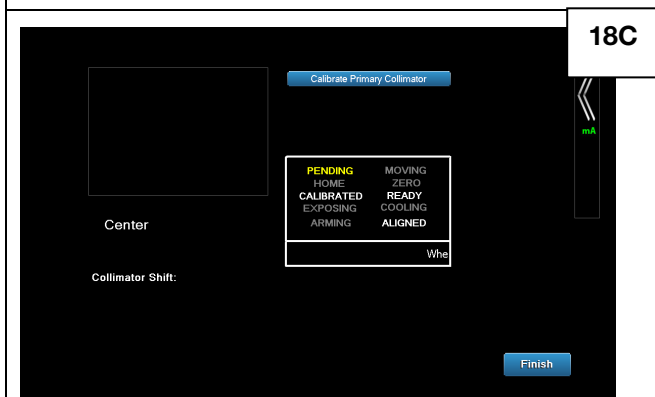 18C
Calibrate Primary Collimator
mA
PENDING MOVING
HOME ZERO
CALIBRATED READY
EXPOSING COOLING
ARMING ALIGNED
Whe
Center
Collimator Shift:
Finish